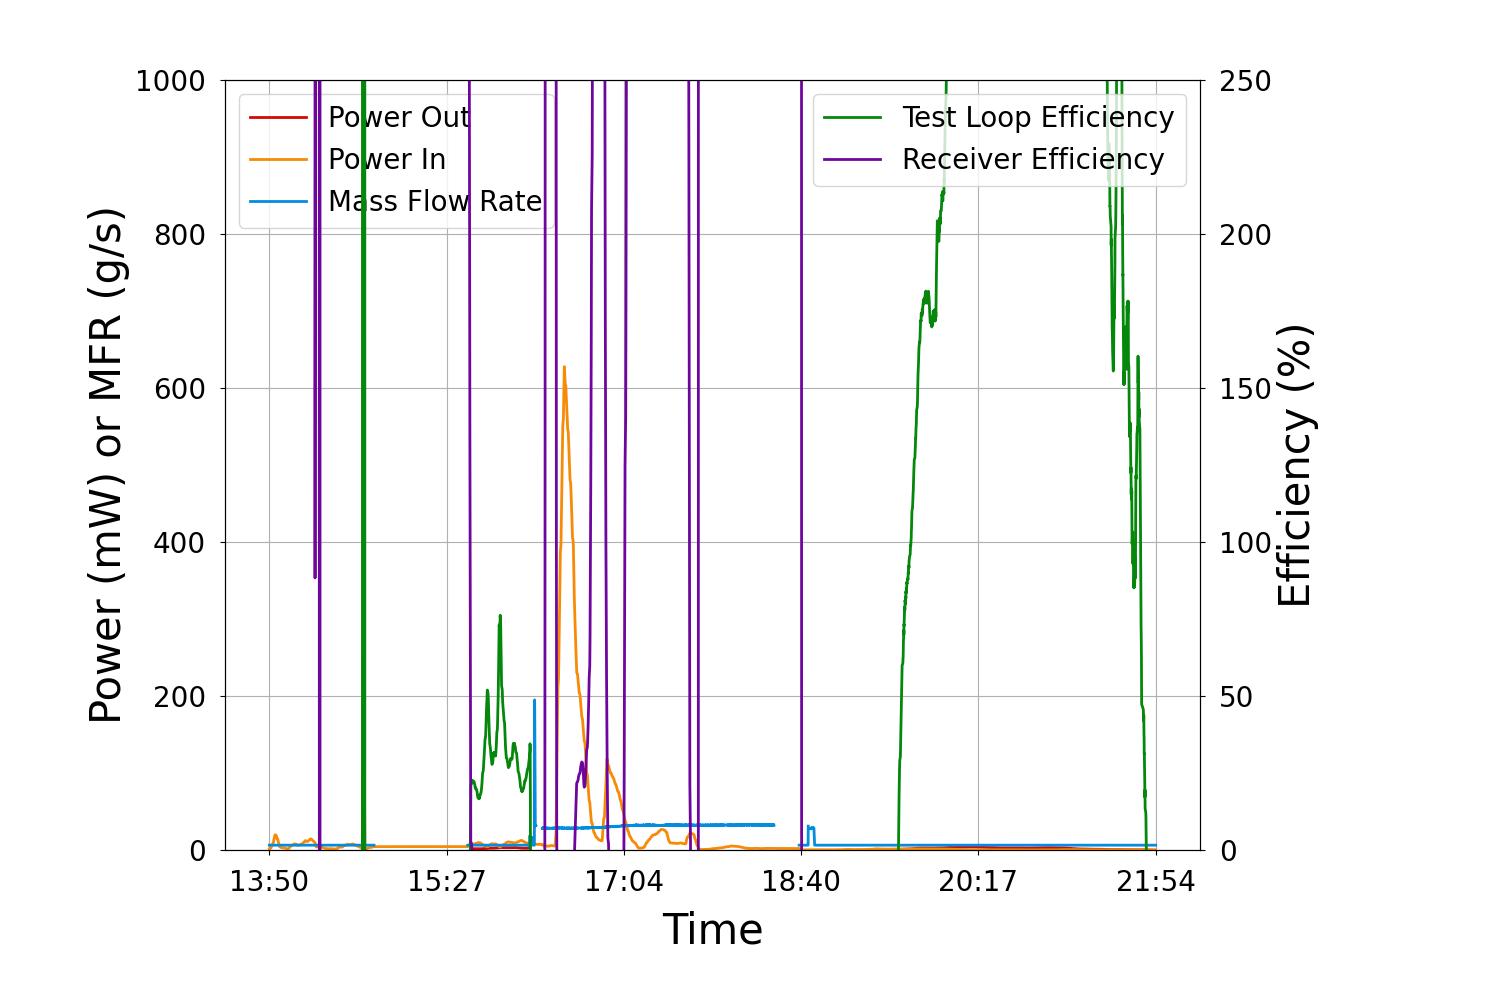 1000
800
600
400
200
0
Power (mW) or MFR (g/s)
Power Out
Power In
Mass Flow Rate
Test Loop Efficiency
Receiver Efficiency
250
200
150
100
50
0
Efficiency (%)
13:50 15:27 17:04 18:40 20:17 21:54
Time